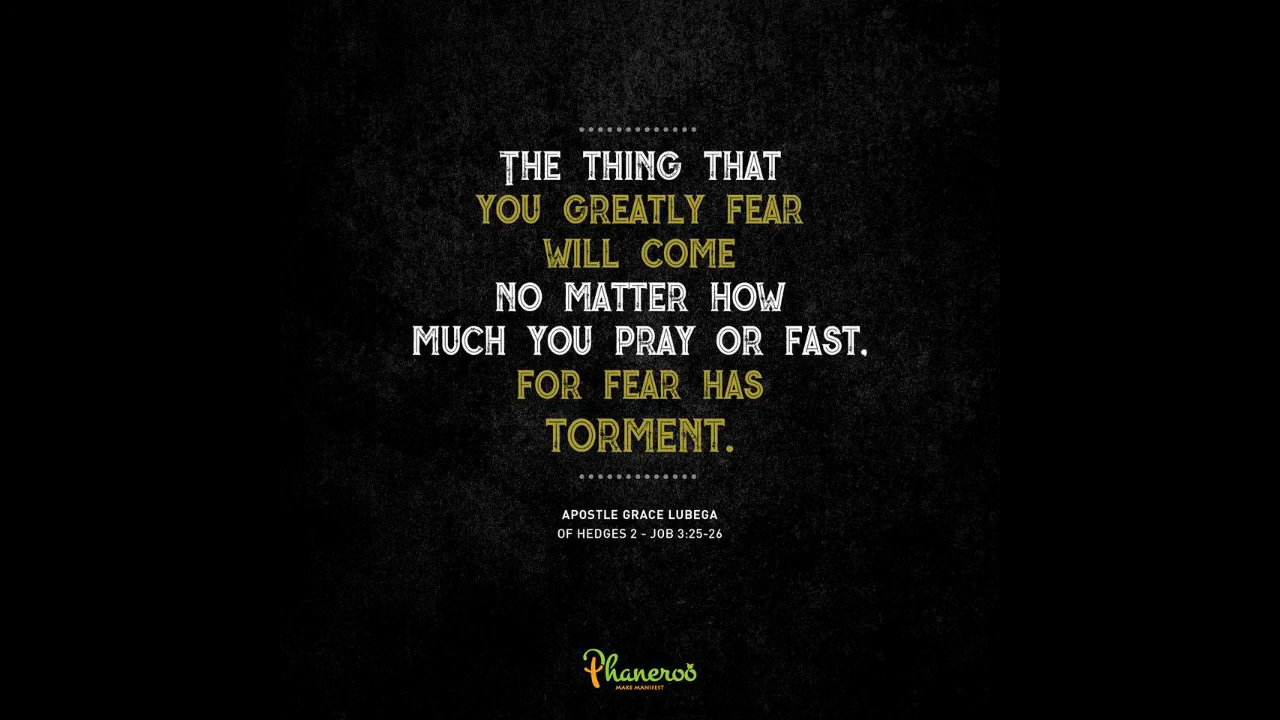 THE THING THAT
YOU GREATLY FEAR
WILL COME
NO MATTER HOW
MUCH YOU PRAY OR FAST,
FOR FEAR HAS
TORMENT.
APOSTLE GRACE LUBEGA
OF HEDGES 2 - JOB 3:25-26
Phaneroo
MAKE MANIFEST